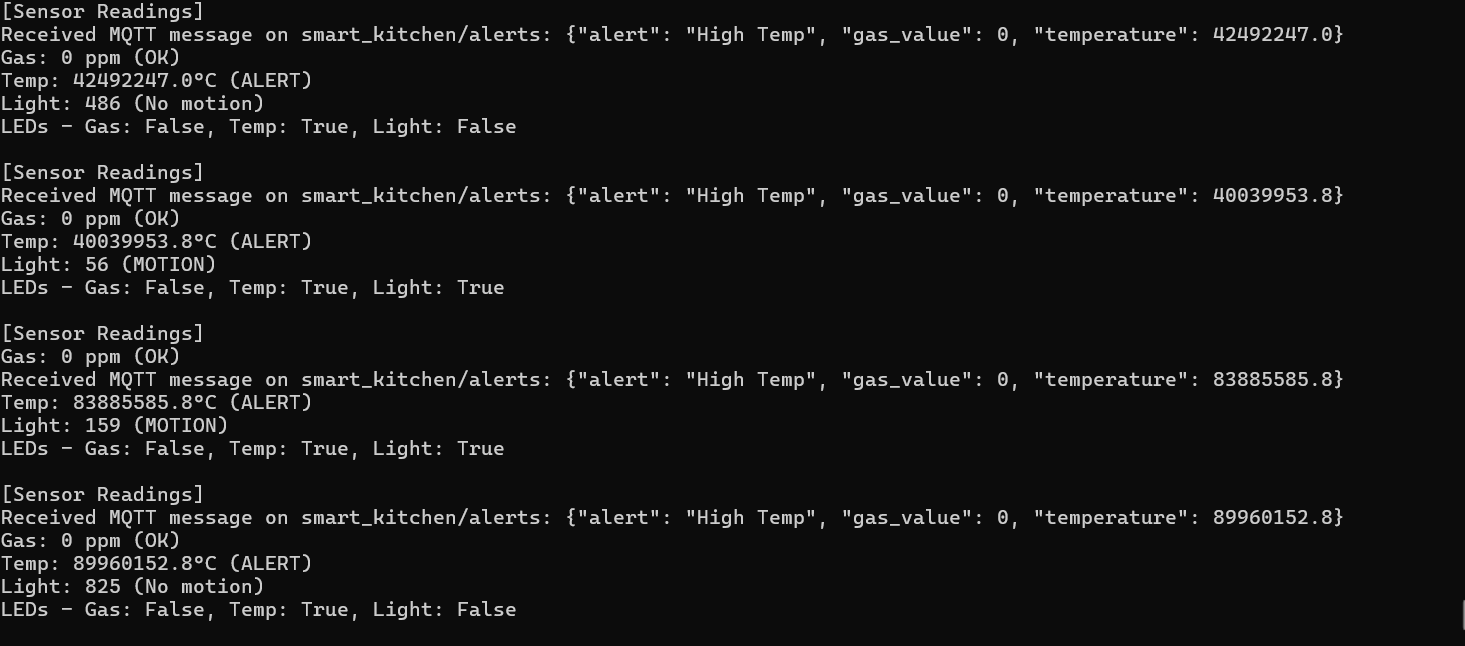 [Sensor Readings]
Received MQTT message on smart_kitchen/alerts: {"alert": "High Temp", "gas_value": 0, "temperature": 42492247.0}
Gas: 0 ppm (OK)
Temp: 42492247.0°C (ALERT)
Light: 486 (No motion)
LEDs - Gas: False, Temp: True, Light: False

[Sensor Readings]
Received MQTT message on smart_kitchen/alerts: {"alert": "High Temp", "gas_value": 0, "temperature": 40039953.8}
Gas: 0 ppm (OK)
Temp: 40039953.8°C (ALERT)
Light: 56 (MOTION)
LEDs - Gas: False, Temp: True, Light: True

[Sensor Readings]
Gas: 0 ppm (OK)
Received MQTT message on smart_kitchen/alerts: {"alert": "High Temp", "gas_value": 0, "temperature": 83885585.8}
Temp: 83885585.8°C (ALERT)
Light: 159 (MOTION)
LEDs - Gas: False, Temp: True, Light: True

[Sensor Readings]
Received MQTT message on smart_kitchen/alerts: {"alert": "High Temp", "gas_value": 0, "temperature": 89960152.8}
Gas: 0 ppm (OK)
Temp: 89960152.8°C (ALERT)
Light: 825 (No motion)
LEDs - Gas: False, Temp: True, Light: False